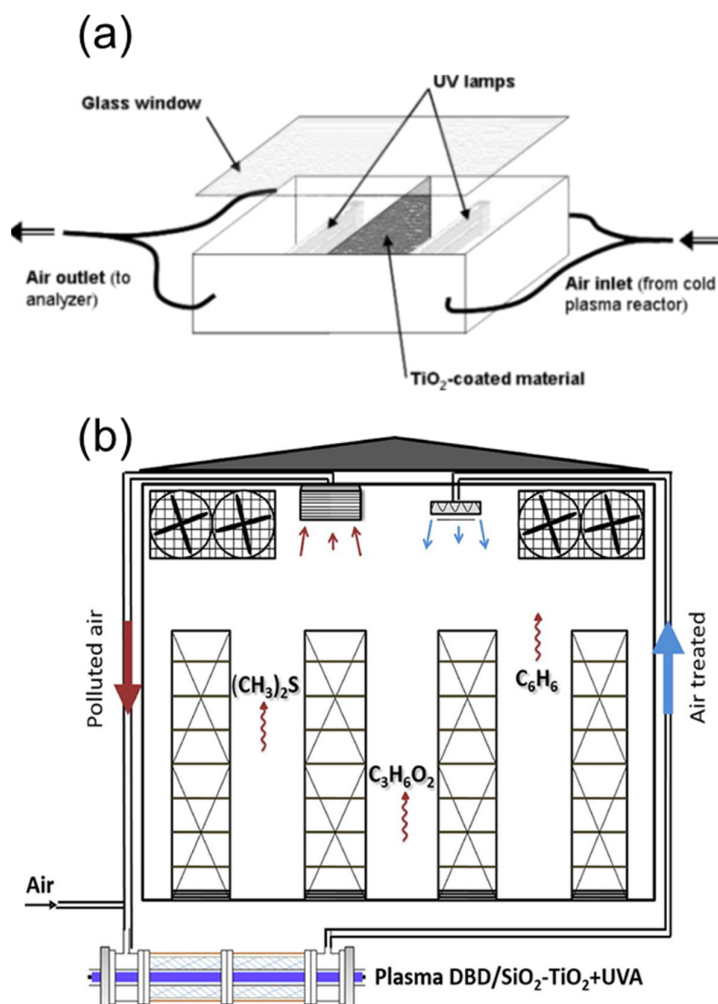 (a)
UV lamps
Glass window
Air outlet (to
analyzer)
Air inlet (from cold
plasma reactor)
TiO₂-coated material
(b)
Polluted air
Air treated
(CH₃)₂S
C₆H₆
C₃H₆O₂
Air
Plasma DBD/SiO₂-TiO₂+UVA